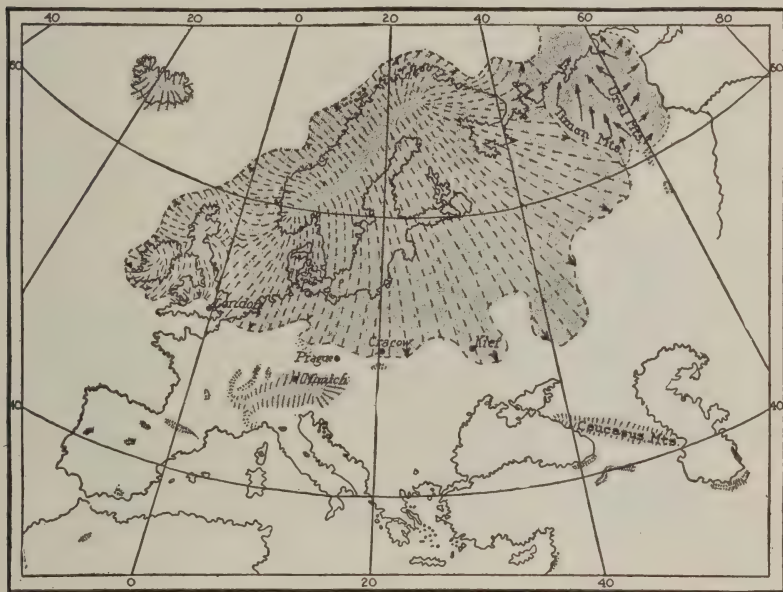 40 20 0 20 40 60 80
60 60
Ural Mts.
Timan Mts.
London
Cracow
Kief
Prague
Munich
40 40
Caucasus Mts.
0 20 40